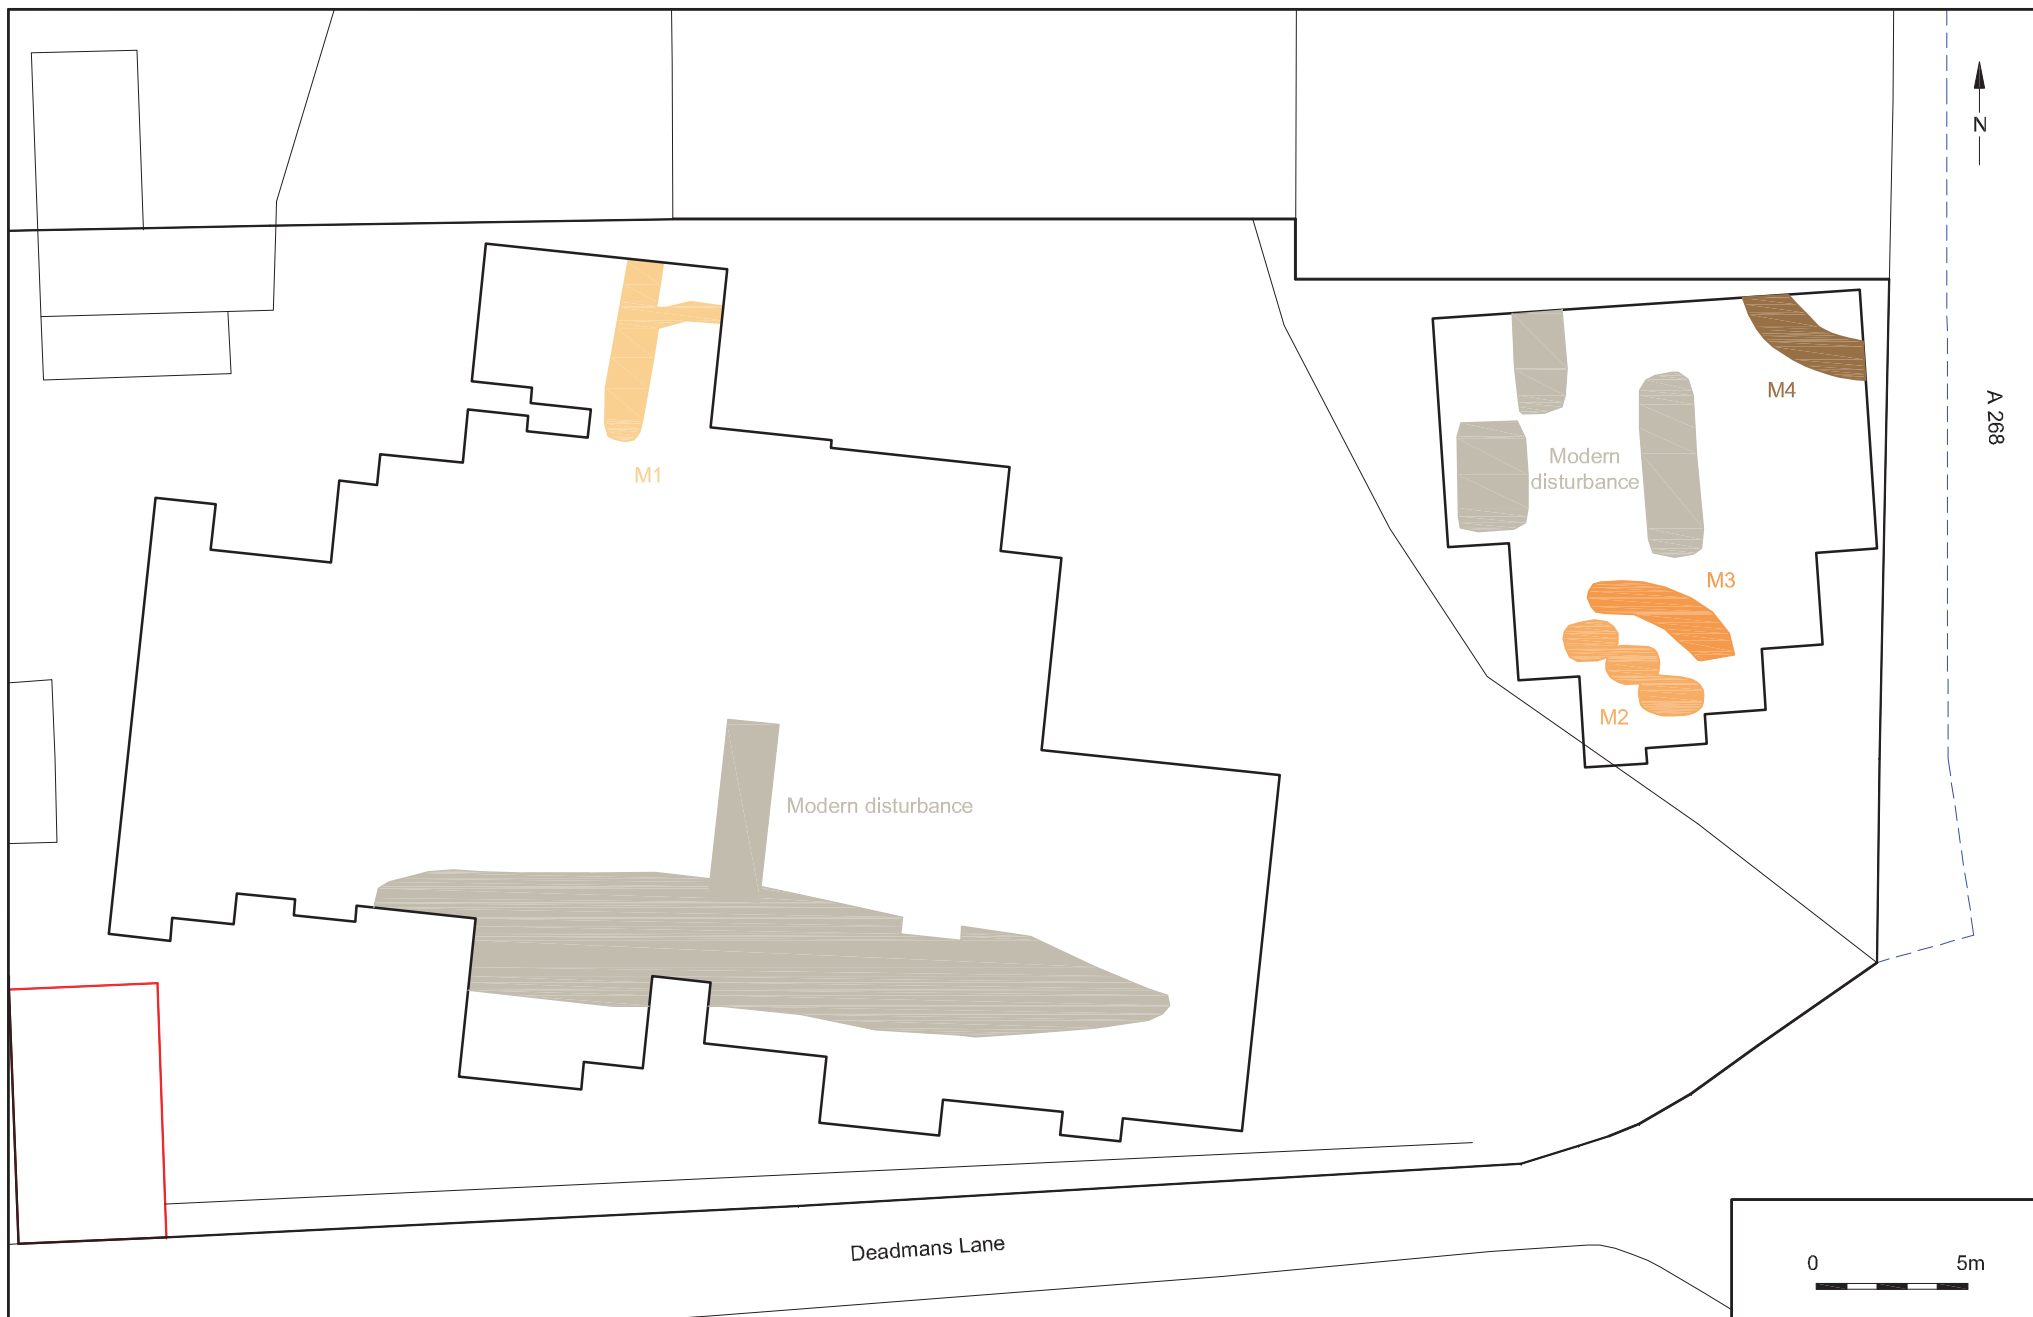 N
A 268
M4
Modern
disturbance
M1
M3
M2
Modern disturbance
Deadmans Lane
0 5m